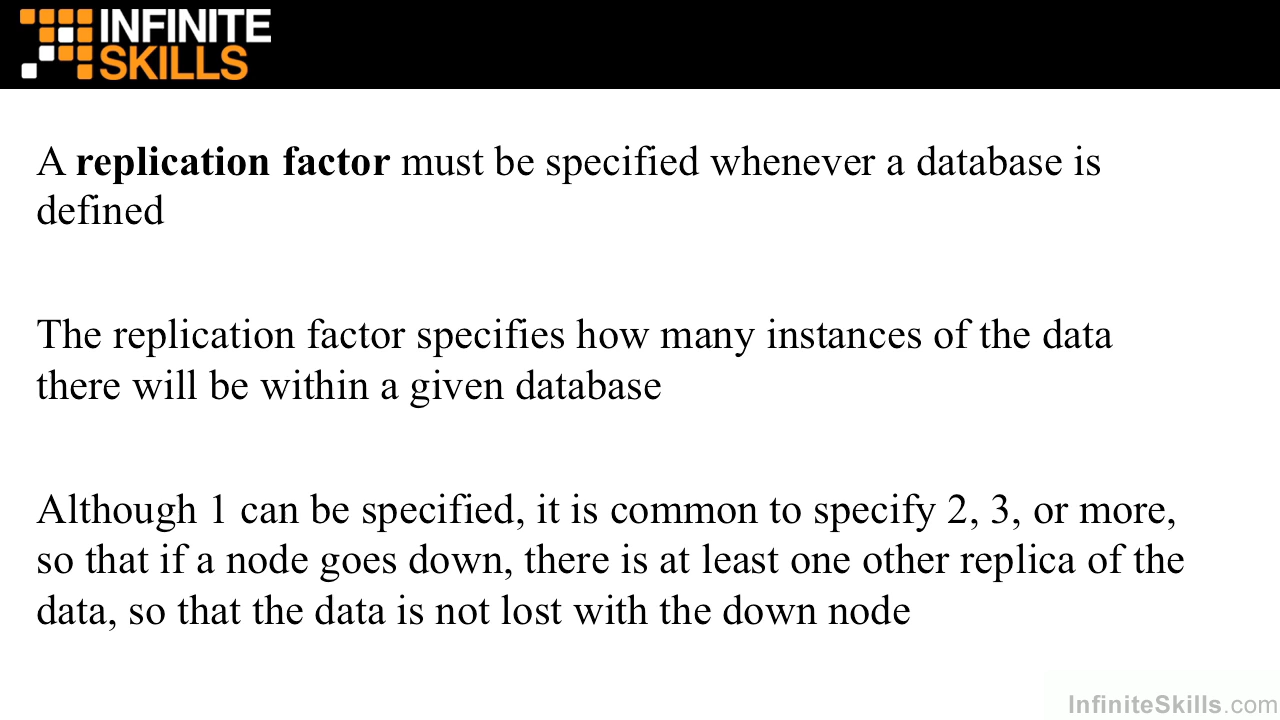 INFINITE
SKILLS
A replication factor must be specified whenever a database is
defined
The replication factor specifies how many instances of the data
there will be within a given database
Although 1 can be specified, it is common to specify 2, 3, or more,
so that if a node goes down, there is at least one other replica of the
data, so that the data is not lost with the down node
InfiniteSkills.com